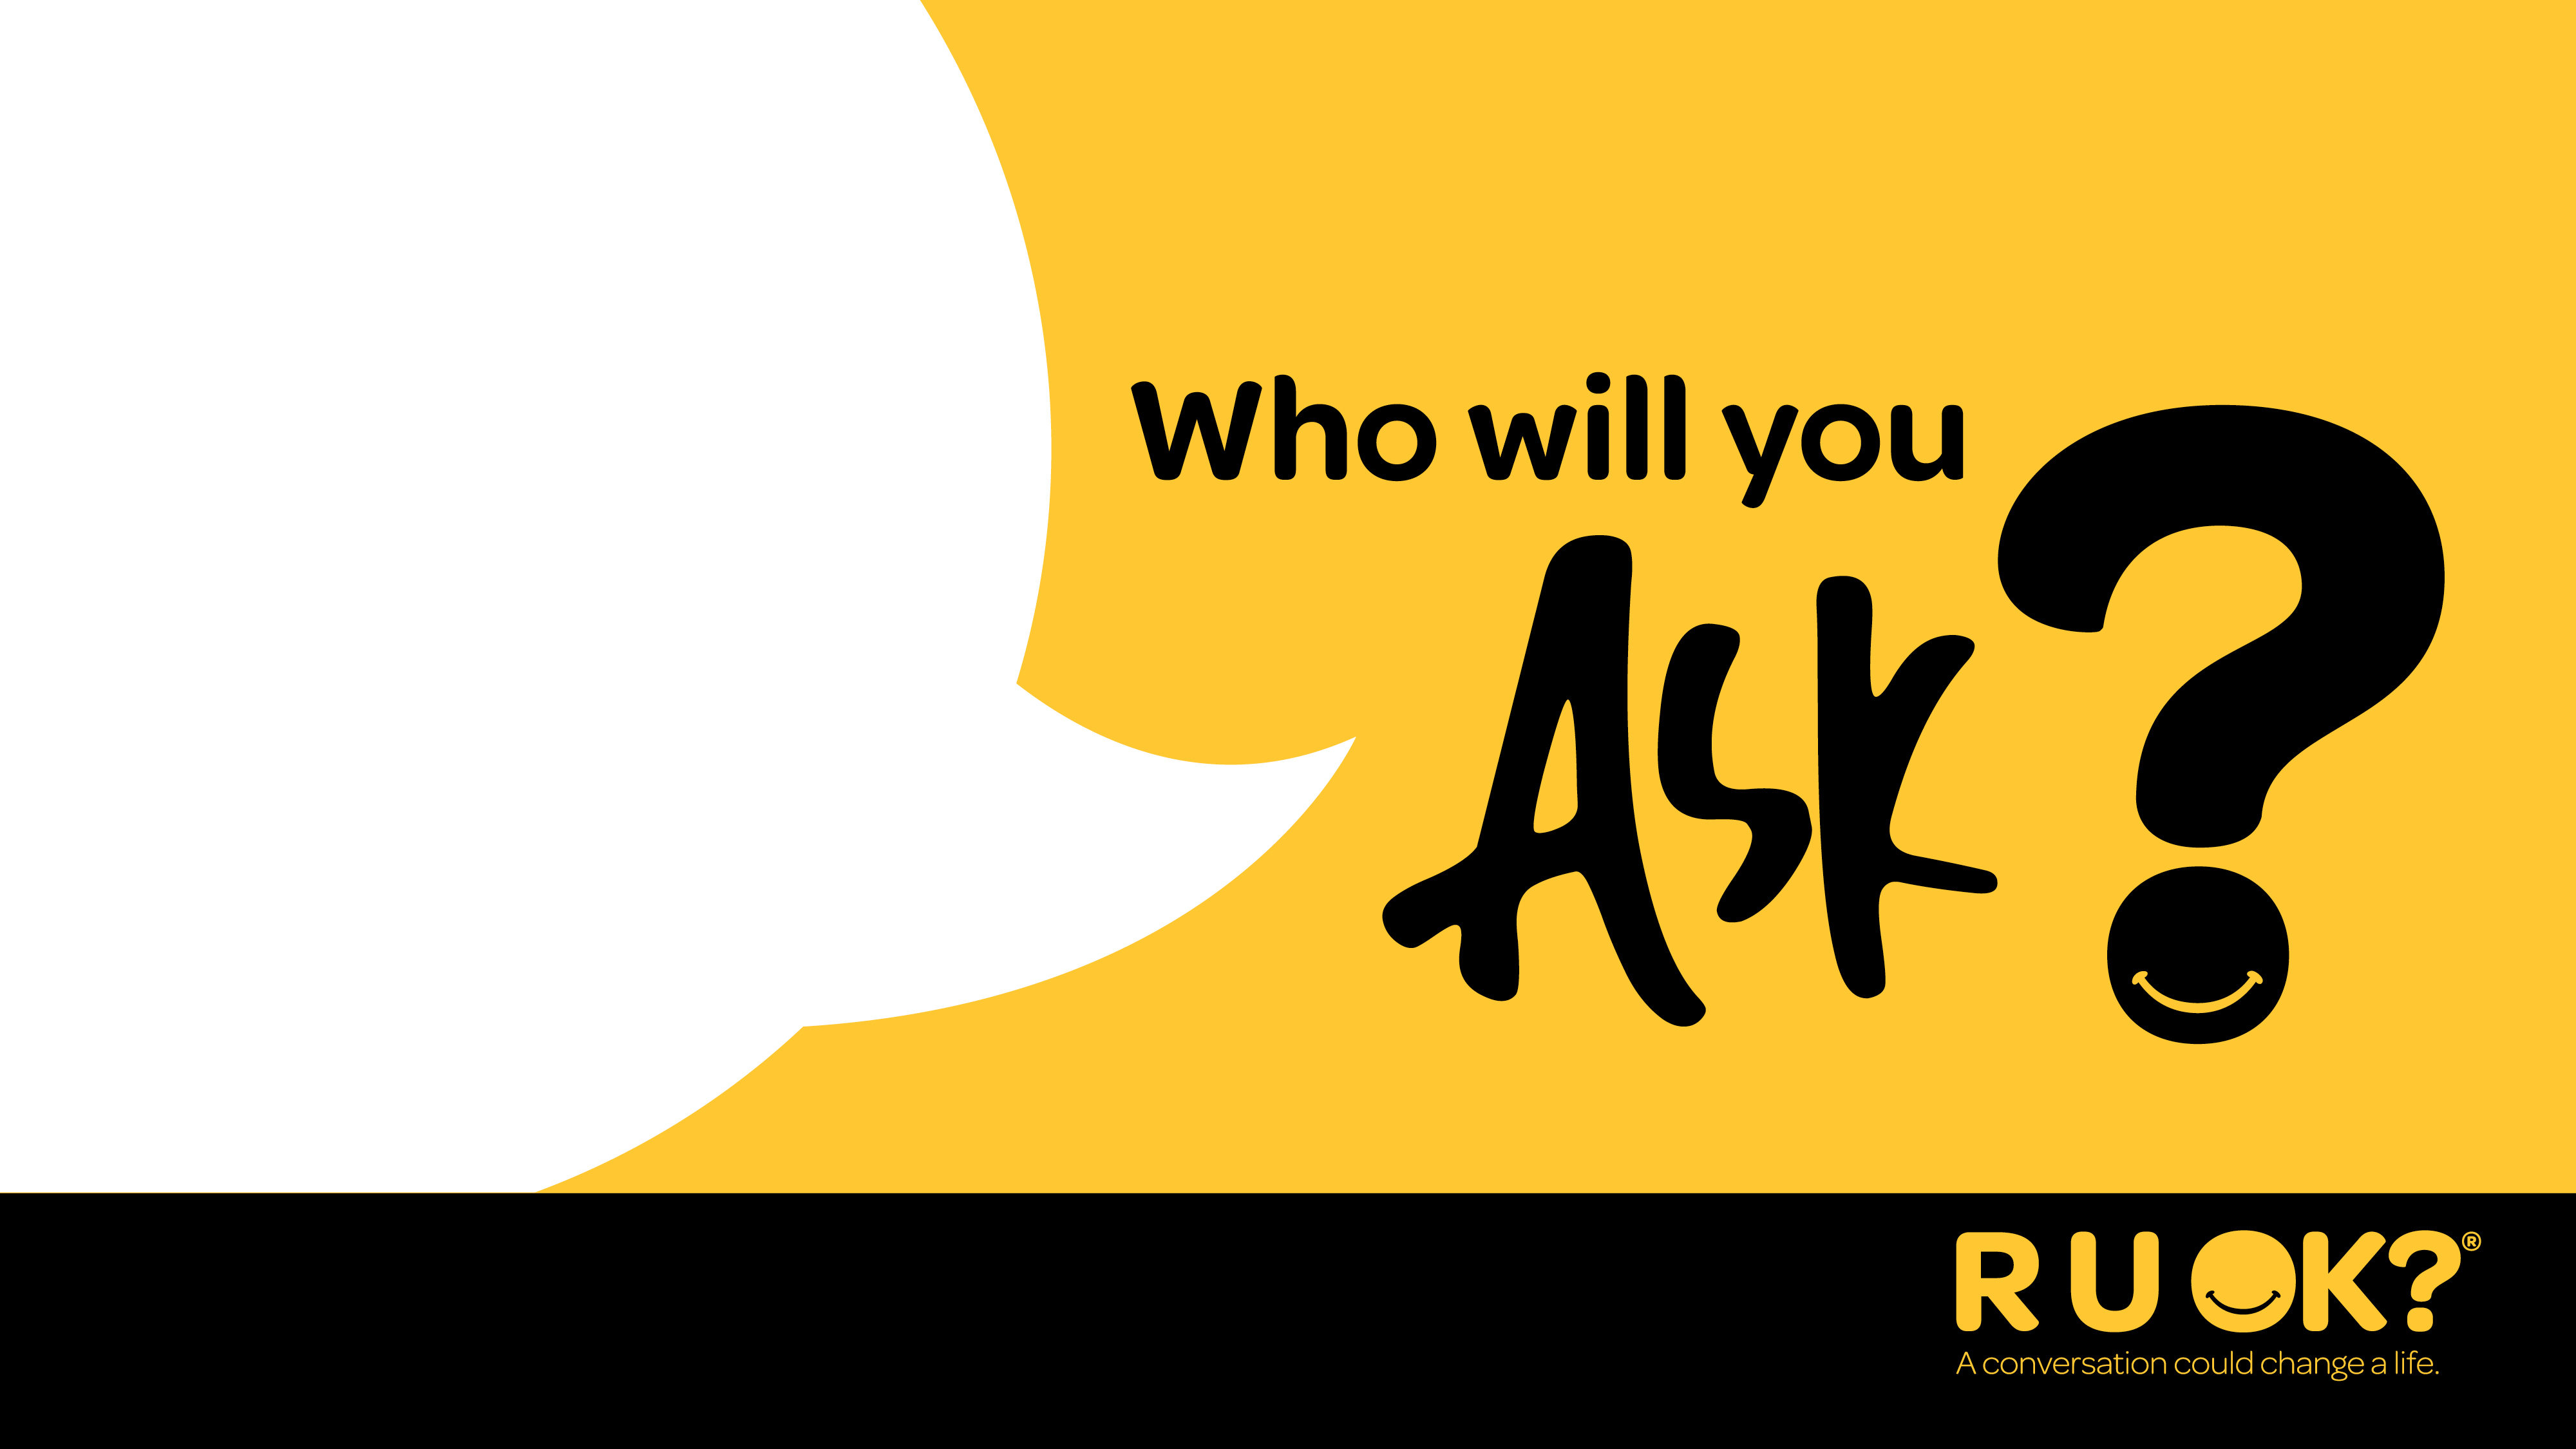 Who will you
ASK?
R U OK?®
A conversation could change a life.